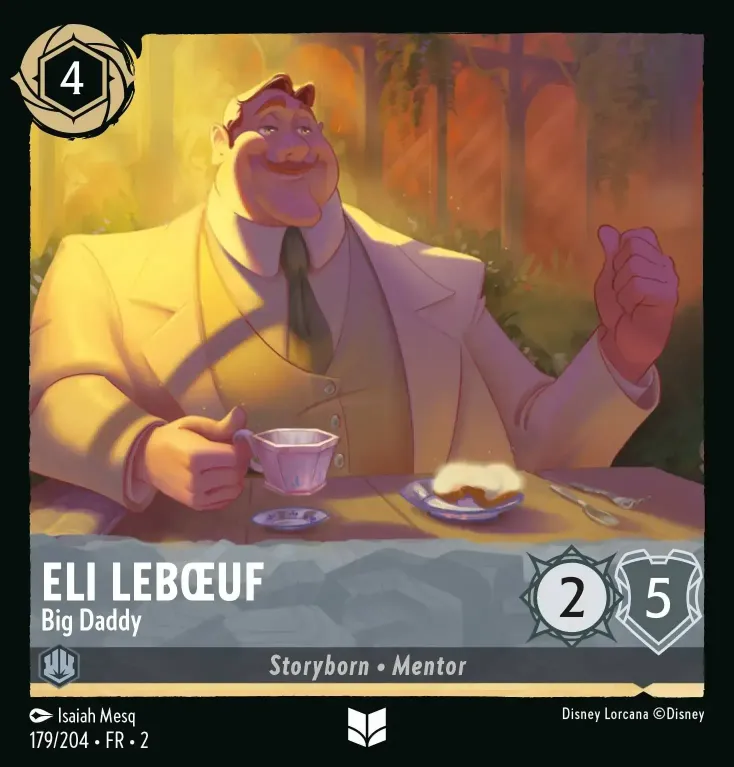 4
ELI LEBŒUF
Big Daddy
2
5
Storyborn • Mentor
Isaiah Mesq
Disney Lorcana ©Disney
179/204 • FR • 2